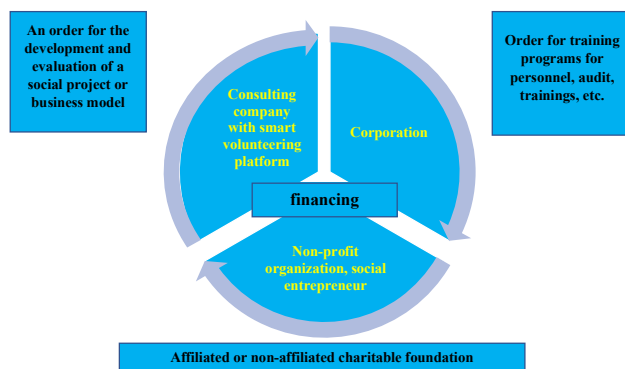 An order for the
development and
evaluation of a
social project or
business model
Order for training
programs for
personnel, audit,
trainings, etc.
Consulting
company
with smart
volunteering
platform
Corporation
financing
Non-profit
organization, social
entrepreneur
Affiliated or non-affiliated charitable foundation